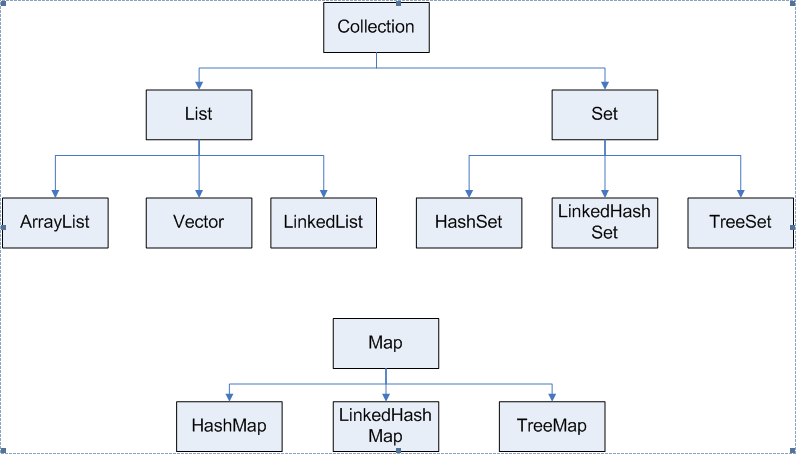 Collection
List
Set
ArrayList
Vector
LinkedList
HashSet
LinkedHash
Set
TreeSet
Map
HashMap
LinkedHash
Map
TreeMap